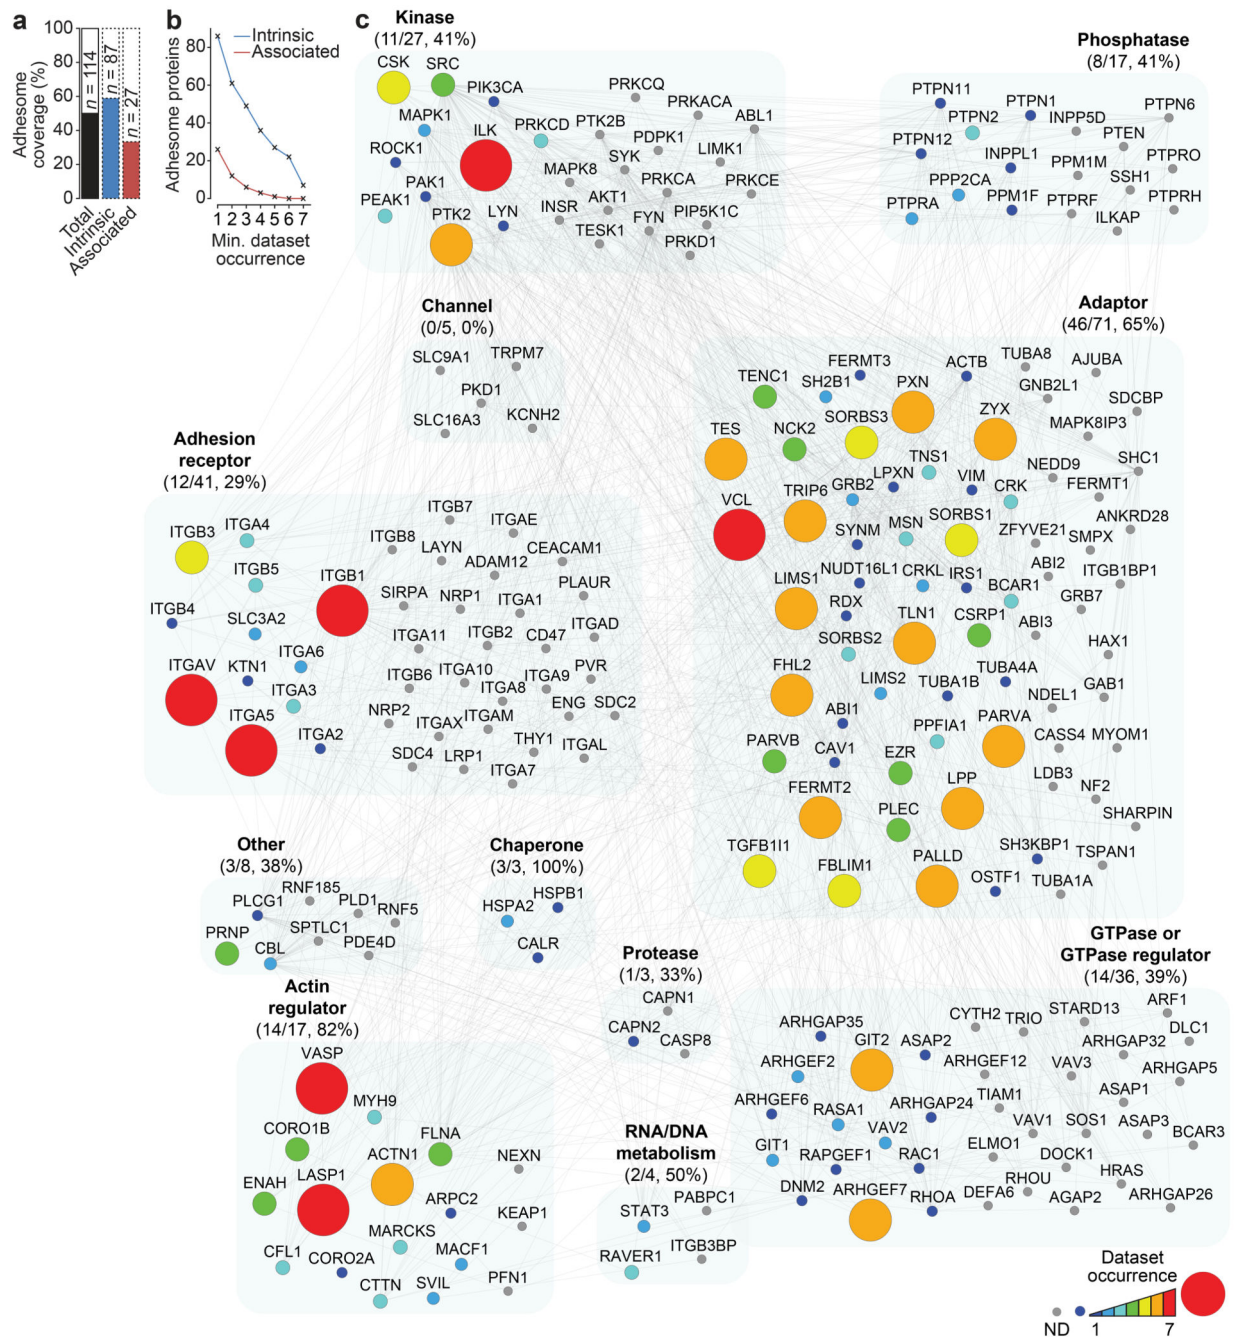 a
100
80
60
40
20
0
Adhesome
coverage (%)
n = 114
n = 87
n = 27
Total
Intrinsic
Associated
b
80
60
40
20
0
Adhesome proteins
Intrinsic
Associated
1 2 3 4 5 6 7
Min. dataset
occurrence
c
Kinase
(11/27, 41%)
CSK
SRC
PIK3CA
MAPK1
ILK
PRKCD
ROCK1
PAK1
PEAK1
PTK2
LYN
PRKCQ
PRKACA
PTK2B
ABL1
PDPK1
SYK
LIMK1
MAPK8
PRKCA
PRKCE
AKT1
INSR
FYN
PIP5K1C
TESK1
PRKD1
Phosphatase
(8/17, 41%)
PTPN11
PTPN2
PTPN1
INPP5D
PTPN6
PTPN12
INPPL1
PTEN
PPM1M
PTPRO
PPP2CA
SSH1
PTPRA
PPM1F
PTPRF
PTPRH
ILKAP
Channel
(0/5, 0%)
SLC9A1
TRPM7
PKD1
SLC16A3
KCNH2
Adaptor
(46/71, 65%)
FERMT3
ACTB
TUBA8
AJUBA
TENC1
SH2B1
PXN
GNB2L1
SORBS3
ZYX
SDCBP
TES
NCK2
MAPK8IP3
TNS1
SHC1
LPXN
VIM
NEDD9
VCL
TRIP6
GRB2
CRK
FERMT1
SYNM
MSN
SORBS1
ZFYVE21
ANKRD28
SMPX
LIMS1
NUDT16L1
CRKL
IRS1
ABI2
ITGB1BP1
RDX
BCAR1
GRB7
TLN1
CSRP1
ABI3
SORBS2
HAX1
FHL2
LIMS2
TUBA1B
TUBA4A
NDEL1
GAB1
ABI1
PPFIA1
PARVA
CASS4
MYOM1
PARVB
CAV1
EZR
LDB3
FERMT2
LPP
NF2
PLEC
SHARPIN
TGFB1I1
FBLIM1
PALLD
SH3KBP1
TSPAN1
OSTF1
TUBA1A
Adhesion
receptor
(12/41, 29%)
ITGB3
ITGA4
ITGB5
ITGB1
ITGB4
SLC3A2
ITGA6
ITGAV
KTN1
ITGA3
ITGA5
ITGA2
ITGB7
ITGAE
ITGB8
LAYN
CEACAM1
ADAM12
PLAUR
SIRPA
NRP1
ITGA1
ITGAD
ITGA11
ITGB2
CD47
ITGB6
ITGA10
ITGA9
PVR
ITGA8
NRP2
ENG
SDC2
ITGAX
ITGAM
SDC4
LRP1
THY1
ITGAL
ITGA7
Other
(3/8, 38%)
RNF185
PLCG1
PLD1
RNF5
PRNP
SPTLC1
CBL
PDE4D
Chaperone
(3/3, 100%)
HSPB1
HSPA2
CALR
Protease
(1/3, 33%)
CAPN1
CAPN2
CASP8
GTPase or
GTPase regulator
(14/36, 39%)
ARHGAP35
CYTH2
TRIO
STARD13
ARF1
GIT2
ASAP2
DLC1
ARHGEF2
ARHGEF12
ARHGAP32
VAV3
ARHGAP5
ARHGEF6
RASA1
ARHGAP24
TIAM1
ASAP1
VAV2
VAV1
SOS1
ASAP3
BCAR3
GIT1
RAPGEF1
RAC1
ELMO1
DOCK1
HRAS
DNM2
ARHGEF7
RHOA
DEFA6
RHOU
AGAP2
ARHGAP26
Actin
regulator
(14/17, 82%)
VASP
MYH9
CORO1B
FLNA
ACTN1
NEXN
ENAH
LASP1
ARPC2
KEAP1
MARCKS
MACF1
CFL1
CORO2A
CTTN
SVIL
PFN1
RNA/DNA
metabolism
(2/4, 50%)
PABPC1
STAT3
RAVER1
ITGB3BP
Dataset
occurrence
ND 1 7